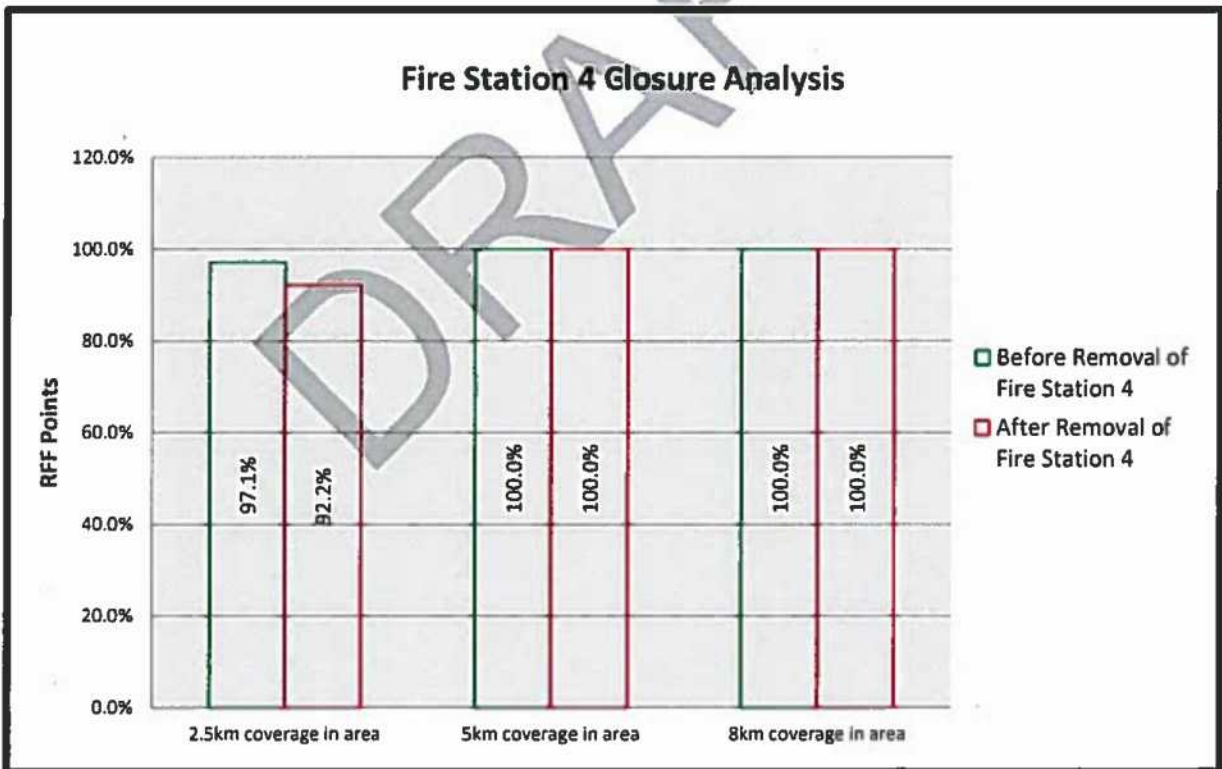 Fire Station 4 Glosure Analysis
120.0%
100.0%
80.0%
60.0%
40.0%
20.0%
0.0%
RFF Points
97.1%
92.2%
100.0%
100.0%
100.0%
100.0%
2.5km coverage in area
5km coverage in area
8km coverage in area
Before Removal of
Fire Station 4
After Removal of
Fire Station 4